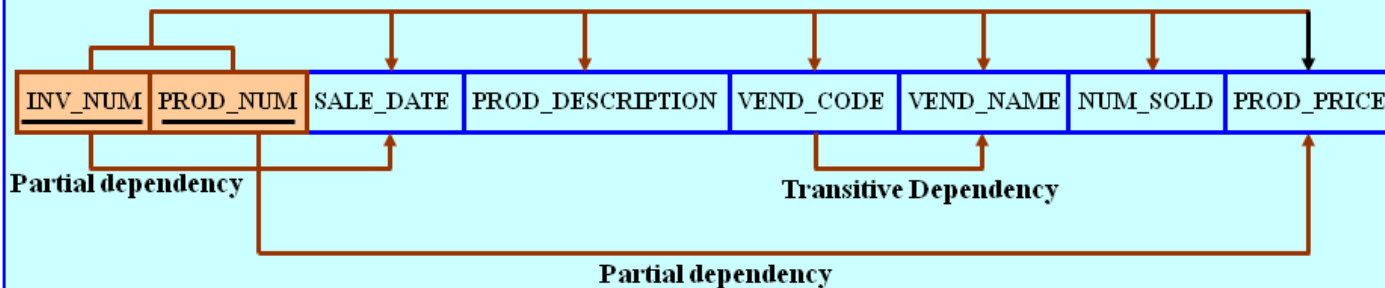 INV_NUM PROD_NUM SALE_DATE PROD_DESCRIPTION VEND_CODE VEND_NAME NUM_SOLD PROD_PRICE
Partial dependency
Transitive Dependency
Partial dependency